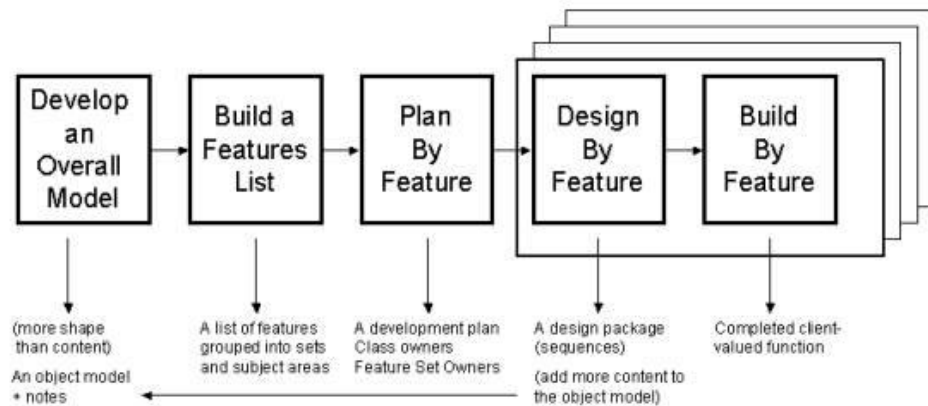 Develop
an
Overall
Model
Build a
Features
List
Plan
By
Feature
Design
By
Feature
Build
By
Feature
(more shape
than content)
An object model
+ notes
A list of features
grouped into sets
and subject areas
A development plan
Class owners
Feature Set Owners
A design package
(sequences)
(add more content to
the object model)
Completed client-
valued function